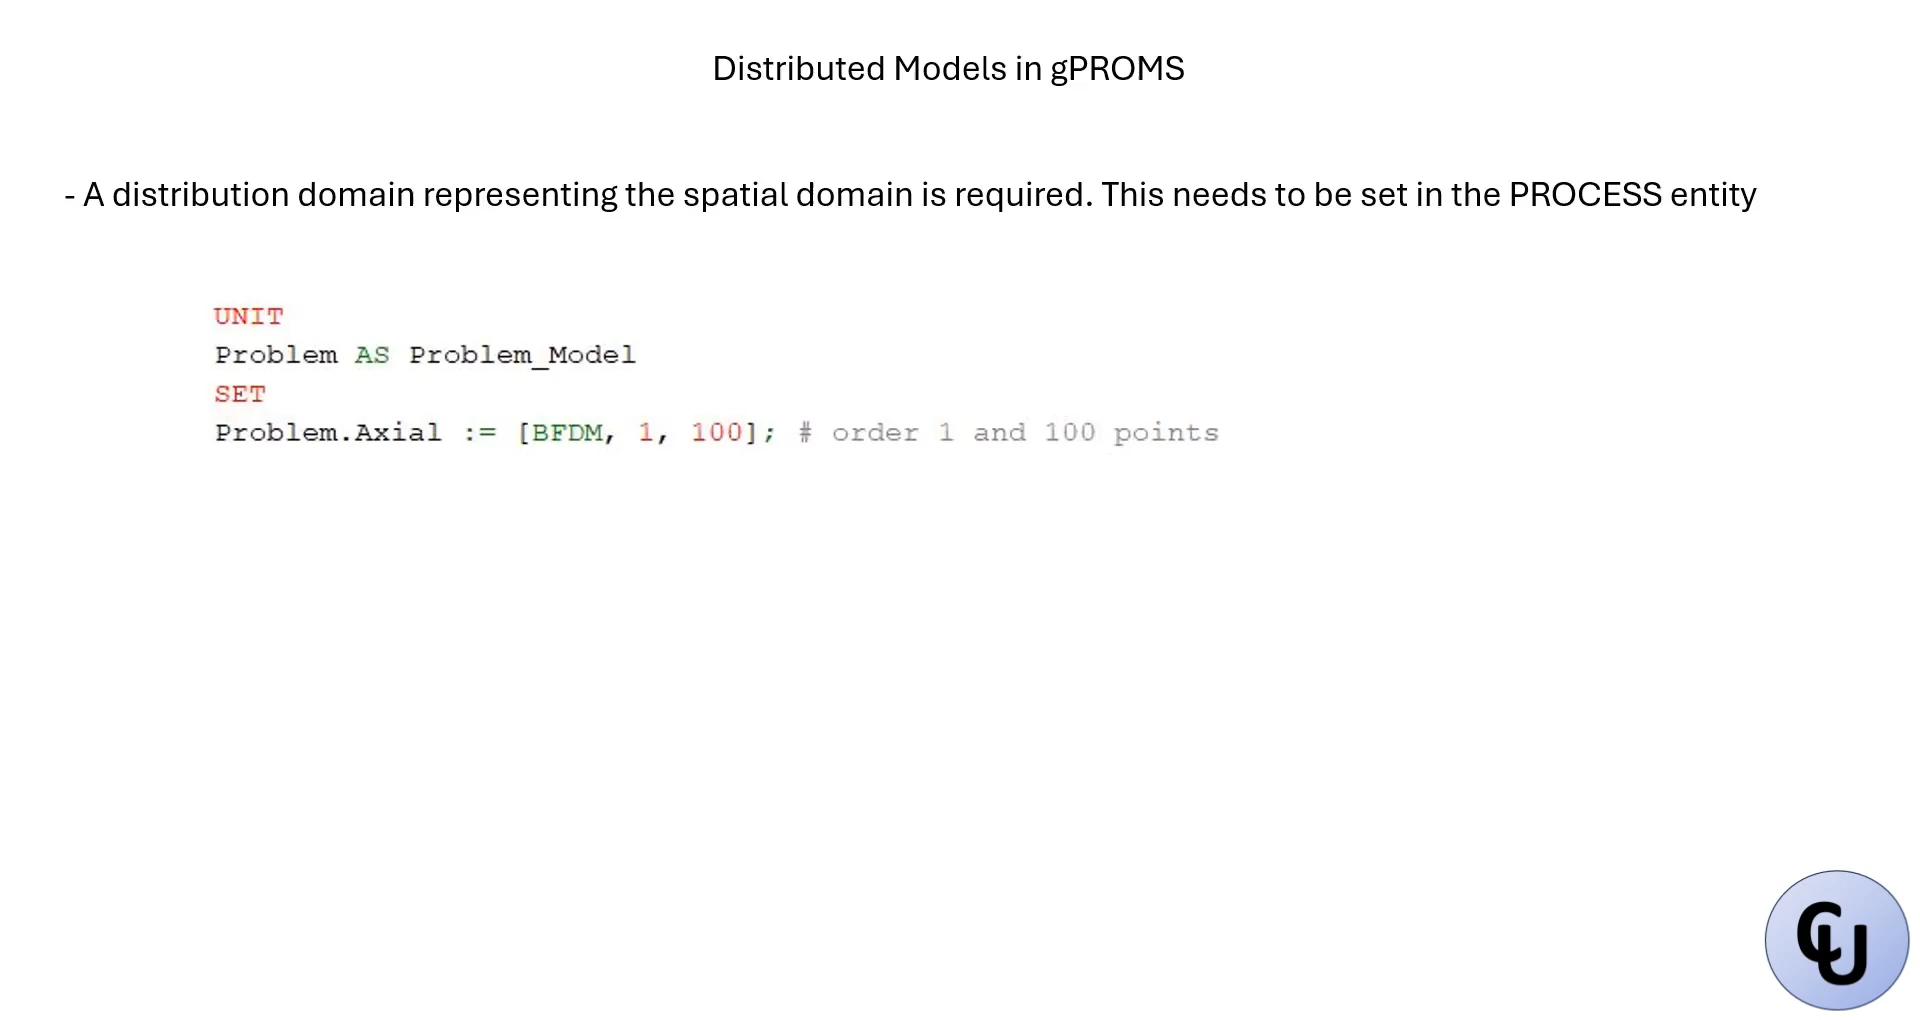 Distributed Models in gPROMS
- A distribution domain representing the spatial domain is required. This needs to be set in the PROCESS entity
UNIT
Problem AS Problem_Model
SET
Problem.Axial := [BFDM, 1, 100]; # order 1 and 100 points
CU